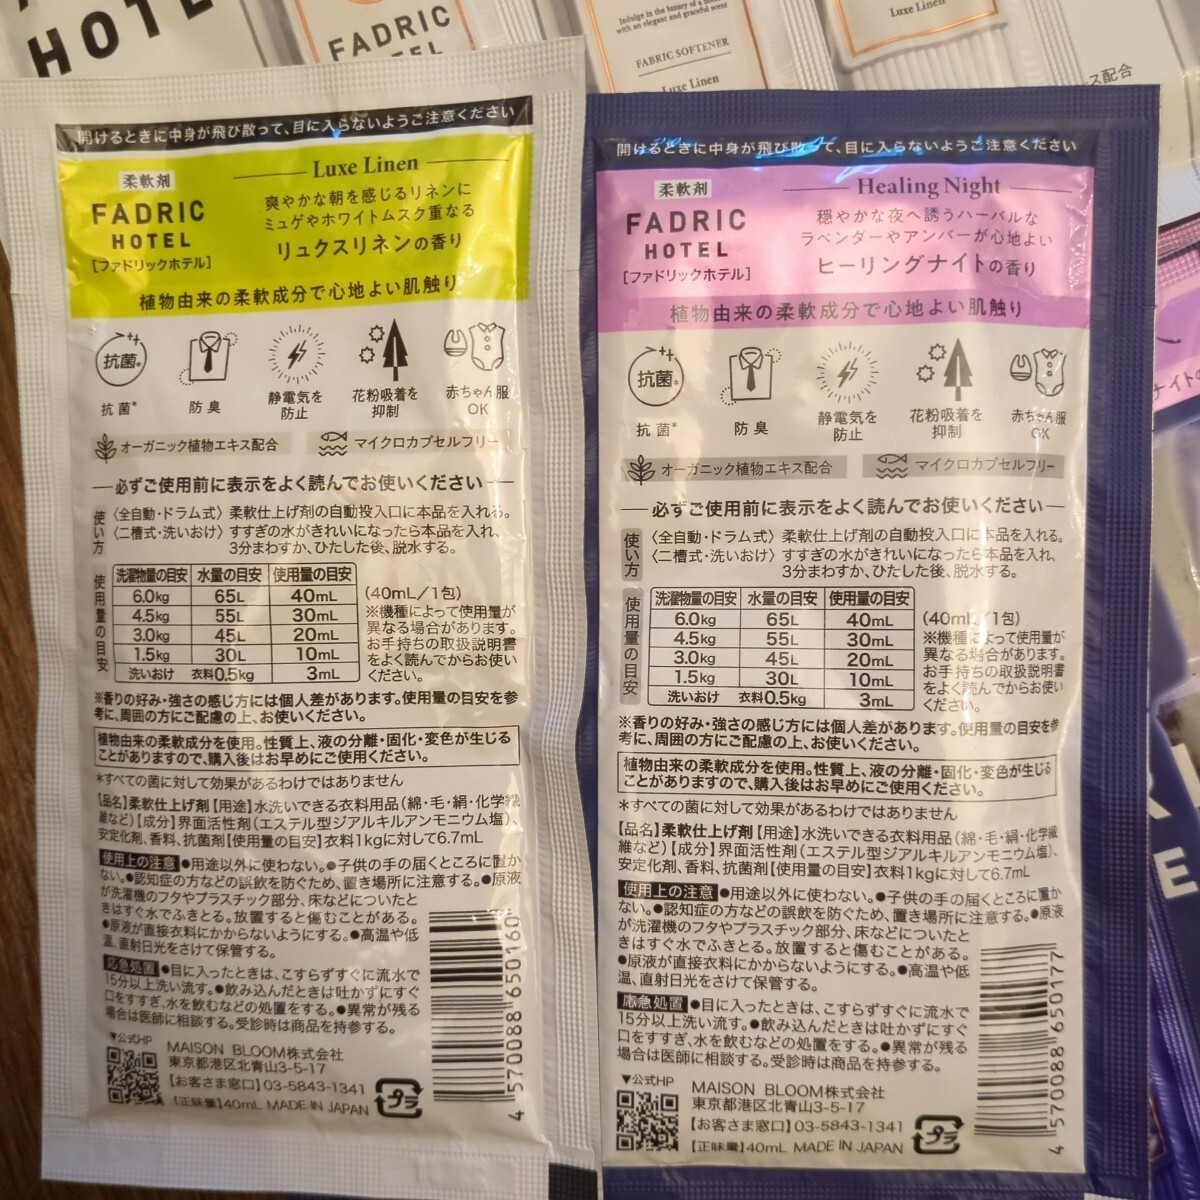 HOTEL
FADRIC
HOTEL
Indulge in the luxury of a
with an elegant and graceful scent
FABRIC SOFTENER
Luxe Linen
Luxe Linen
ス配合
開けるときに中身が飛び散って、目に入らないようご注意ください
柔軟剤
FADRIC
HOTEL
[ファドリックホテル]
Luxe Linen
爽やかな朝を感じるリネンに
ミュゲやホワイトムスク重なる
リュクスリネンの香り
植物由来の柔軟成分で心地よい肌触り
抗菌*
抗菌*
防臭
静電気を
防止
花粉吸着を
抑制
赤ちゃん服
OK
オーガニック植物エキス配合
マイクロカプセルフリー
必ずご使用前に表示をよく読んでお使いください
使い方
〈全自動・ドラム式〉柔軟仕上げ剤の自動投入口に本品を入れる。
〈二槽式・洗いおけ〉すすぎの水がきれいになったら本品を入れ、
3分まわすか、ひたした後、脱水する。
使用量の目安
洗濯物量の目安 水量の目安 使用量の目安
6.0kg 65L 40mL
4.5kg 55L 30mL
3.0kg 45L 20mL
1.5kg 30L 10mL
洗いおけ 衣料0.5kg 3mL
(40mL/1包)
※機種によって使用量が
異なる場合があります。
お手持ちの取扱説明書
をよく読んでからお使い
ください。
※香りの好み・強さの感じ方には個人差があります。使用量の目安を参
考に、周囲の方にご配慮の上、お使いください。
植物由来の柔軟成分を使用。性質上、液の分離・固化・変色が生じる
ことがありますので、購入後はお早めにご使用ください。
*すべての菌に対して効果があるわけではありません
【品名】柔軟仕上げ剤【用途】水洗いできる衣料用品(綿・毛・絹・化学繊
維など)【成分】界面活性剤(エステル型ジアルキルアンモニウム塩)、
安定化剤、香料、抗菌剤【使用量の目安】衣料1kgに対して6.7mL
使用上の注意 ●用途以外に使わない。●子供の手の届くところに置か
ない。●認知症の方などの誤飲を防ぐため、置き場所に注意する。●原液
が洗濯機のフタやプラスチック部分、床などについたと
きはすぐ水でふきとる。放置すると傷むことがある。
●原液が直接衣料にかからないようにする。●高温や低
温、直射日光をさけて保管する。
応急処置 ●目に入ったときは、こすらずすぐに流水で
15分以上洗い流す。●飲み込んだときは吐かずにすぐ
口をすすぎ、水を飲むなどの処置をする。●異常が残る
場合は医師に相談する。受診時は商品を持参する。
▼公式HP
MAISON BLOOM株式会社
東京都港区北青山3-5-17
【お客さま窓口】03-5843-1341
【正味量】40mL MADE IN JAPAN
プラ
4 570088 650160
開けるときに中身が飛び散って、目に入らないようご注意ください
柔軟剤
FADRIC
HOTEL
[ファドリックホテル]
Healing Night
穏やかな夜へ誘うハーバルな
ラベンダーやアンバーが心地よい
ヒーリングナイトの香り
植物由来の柔軟成分で心地よい肌触り
抗菌*
抗菌*
防臭
静電気を
防止
花粉吸着を
抑制
赤ちゃん服
OK
オーガニック植物エキス配合
マイクロカプセルフリー
必ずご使用前に表示をよく読んでお使いください
使い方
〈全自動・ドラム式〉柔軟仕上げ剤の自動投入口に本品を入れる。
〈二槽式・洗いおけ〉すすぎの水がきれいになったら本品を入れ、
3分まわすか、ひたした後、脱水する。
使用量の目安
洗濯物量の目安 水量の目安 使用量の目安
6.0kg 65L 40mL
4.5kg 55L 30mL
3.0kg 45L 20mL
1.5kg 30L 10mL
洗いおけ 衣料0.5kg 3mL
(40mL/1包)
※機種によって使用量が
異なる場合があります。
お手持ちの取扱説明書
をよく読んでからお使い
ください。
※香りの好み・強さの感じ方には個人差があります。使用量の目安を参
考に、周囲の方にご配慮の上、お使いください。
植物由来の柔軟成分を使用。性質上、液の分離・固化・変色が生じる
ことがありますので、購入後はお早めにご使用ください。
*すべての菌に対して効果があるわけではありません
【品名】柔軟仕上げ剤【用途】水洗いできる衣料用品(綿・毛・絹・化学繊
維など)【成分】界面活性剤(エステル型ジアルキルアンモニウム塩)、
安定化剤、香料、抗菌剤【使用量の目安】衣料1kgに対して6.7mL
使用上の注意 ●用途以外に使わない。●子供の手の届くところに置か
ない。●認知症の方などの誤飲を防ぐため、置き場所に注意する。●原液
が洗濯機のフタやプラスチック部分、床などについたと
きはすぐ水でふきとる。放置すると傷むことがある。
●原液が直接衣料にかからないようにする。●高温や低
温、直射日光をさけて保管する。
応急処置 ●目に入ったときは、こすらずすぐに流水で
15分以上洗い流す。●飲み込んだときは吐かずにすぐ
口をすすぎ、水を飲むなどの処置をする。●異常が残る
場合は医師に相談する。受診時は商品を持参する。
▼公式HP
MAISON BLOOM株式会社
東京都港区北青山3-5-17
【お客さま窓口】03-5843-1341
【正味量】40mL MADE IN JAPAN
プラ
4 570088 650177